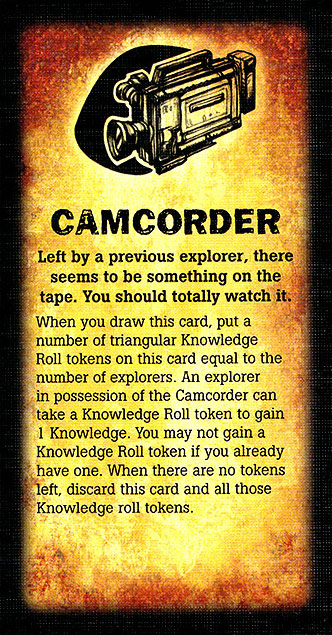 CAMCORDER
Left by a previous explorer, there
seems to be something on the
tape. You should totally watch it.
When you draw this card, put a
number of triangular Knowledge
Roll tokens on this card equal to the
number of explorers. An explorer
in possession of the Camcorder can
take a Knowledge Roll token to gain
1 Knowledge. You may not gain a
Knowledge Roll token if you already
have one. When there are no tokens
left, discard this card and all those
Knowledge roll tokens.